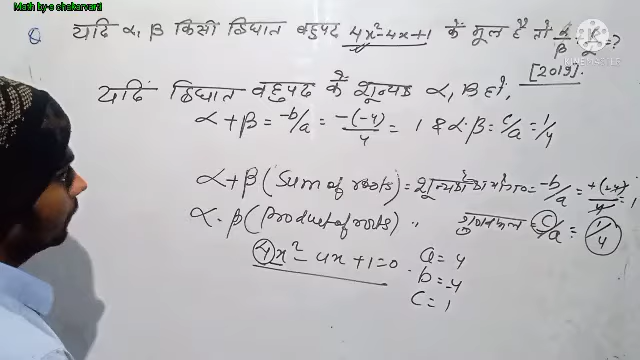 Math by-s chakarvarti
Q यदि α, β किसी द्विघात बहुपद 4x²-4x+1 के मूल हैं तो α/β + β/α = ?
[2019].
यदि द्विघात बहुपद के शून्यक α, β हो,
α+β = -b/a = -(-4)/4 = 1 & α·β = c/a = 1/4
α+β (Sum of roots) = शून्यकों का योग = -b/a = +(+4)/4 = 1
α·β (Product of roots) .. गुणनफल = c/a = 1/4
4x² - 4x + 1 = 0 . a = 4
b = -4
c = 1